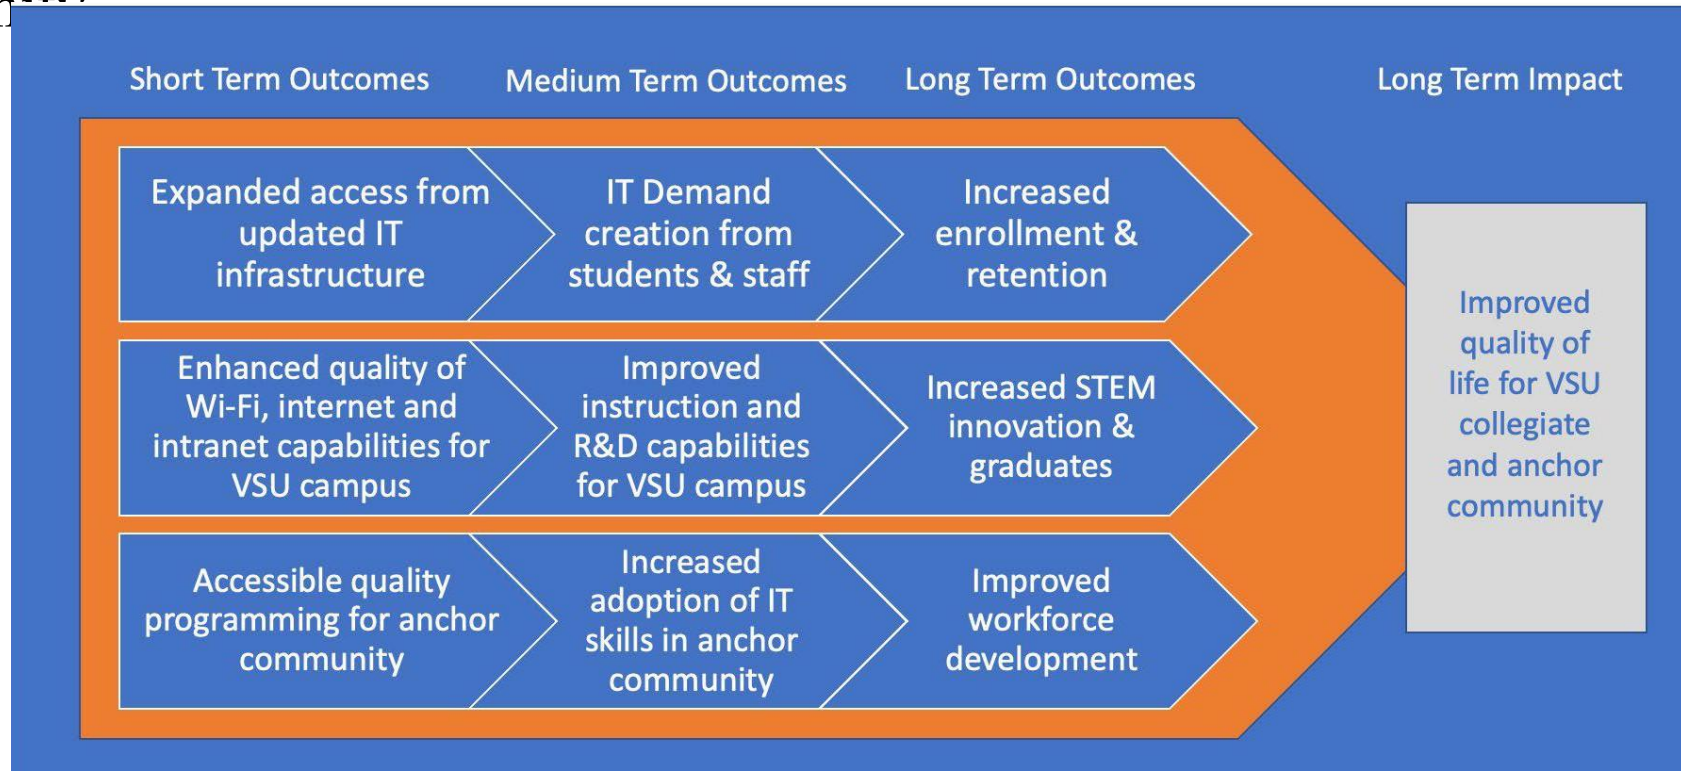 Short Term Outcomes
Medium Term Outcomes
Long Term Outcomes
Long Term Impact
Expanded access from
updated IT
infrastructure
IT Demand
creation from
students & staff
Increased
enrollment &
retention
Enhanced quality of
Wi-Fi, internet and
intranet capabilities for
VSU campus
Improved
instruction and
R&D capabilities
for VSU campus
Increased STEM
innovation &
graduates
Accessible quality
programming for anchor
community
Increased
adoption of IT
skills in anchor
community
Improved
workforce
development
Improved
quality of
life for VSU
collegiate
and anchor
community